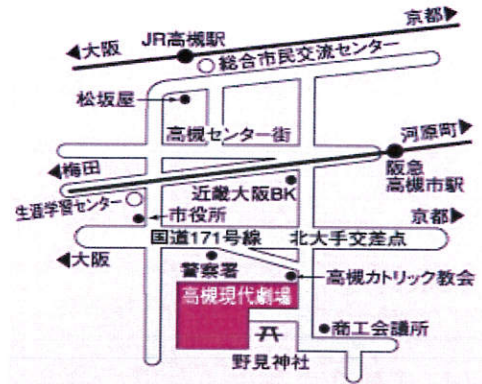 京都▶
◀大阪
JR高槻駅
総合市民交流センター
松坂屋
高槻センター街
河原町▶
◀梅田
阪急
高槻市駅
近畿大阪BK
生涯学習センター
市役所
京都▶
国道171号線
北大手交差点
◀大阪
警察署
高槻カトリック教会
高槻現代劇場
商工会議所
野見神社